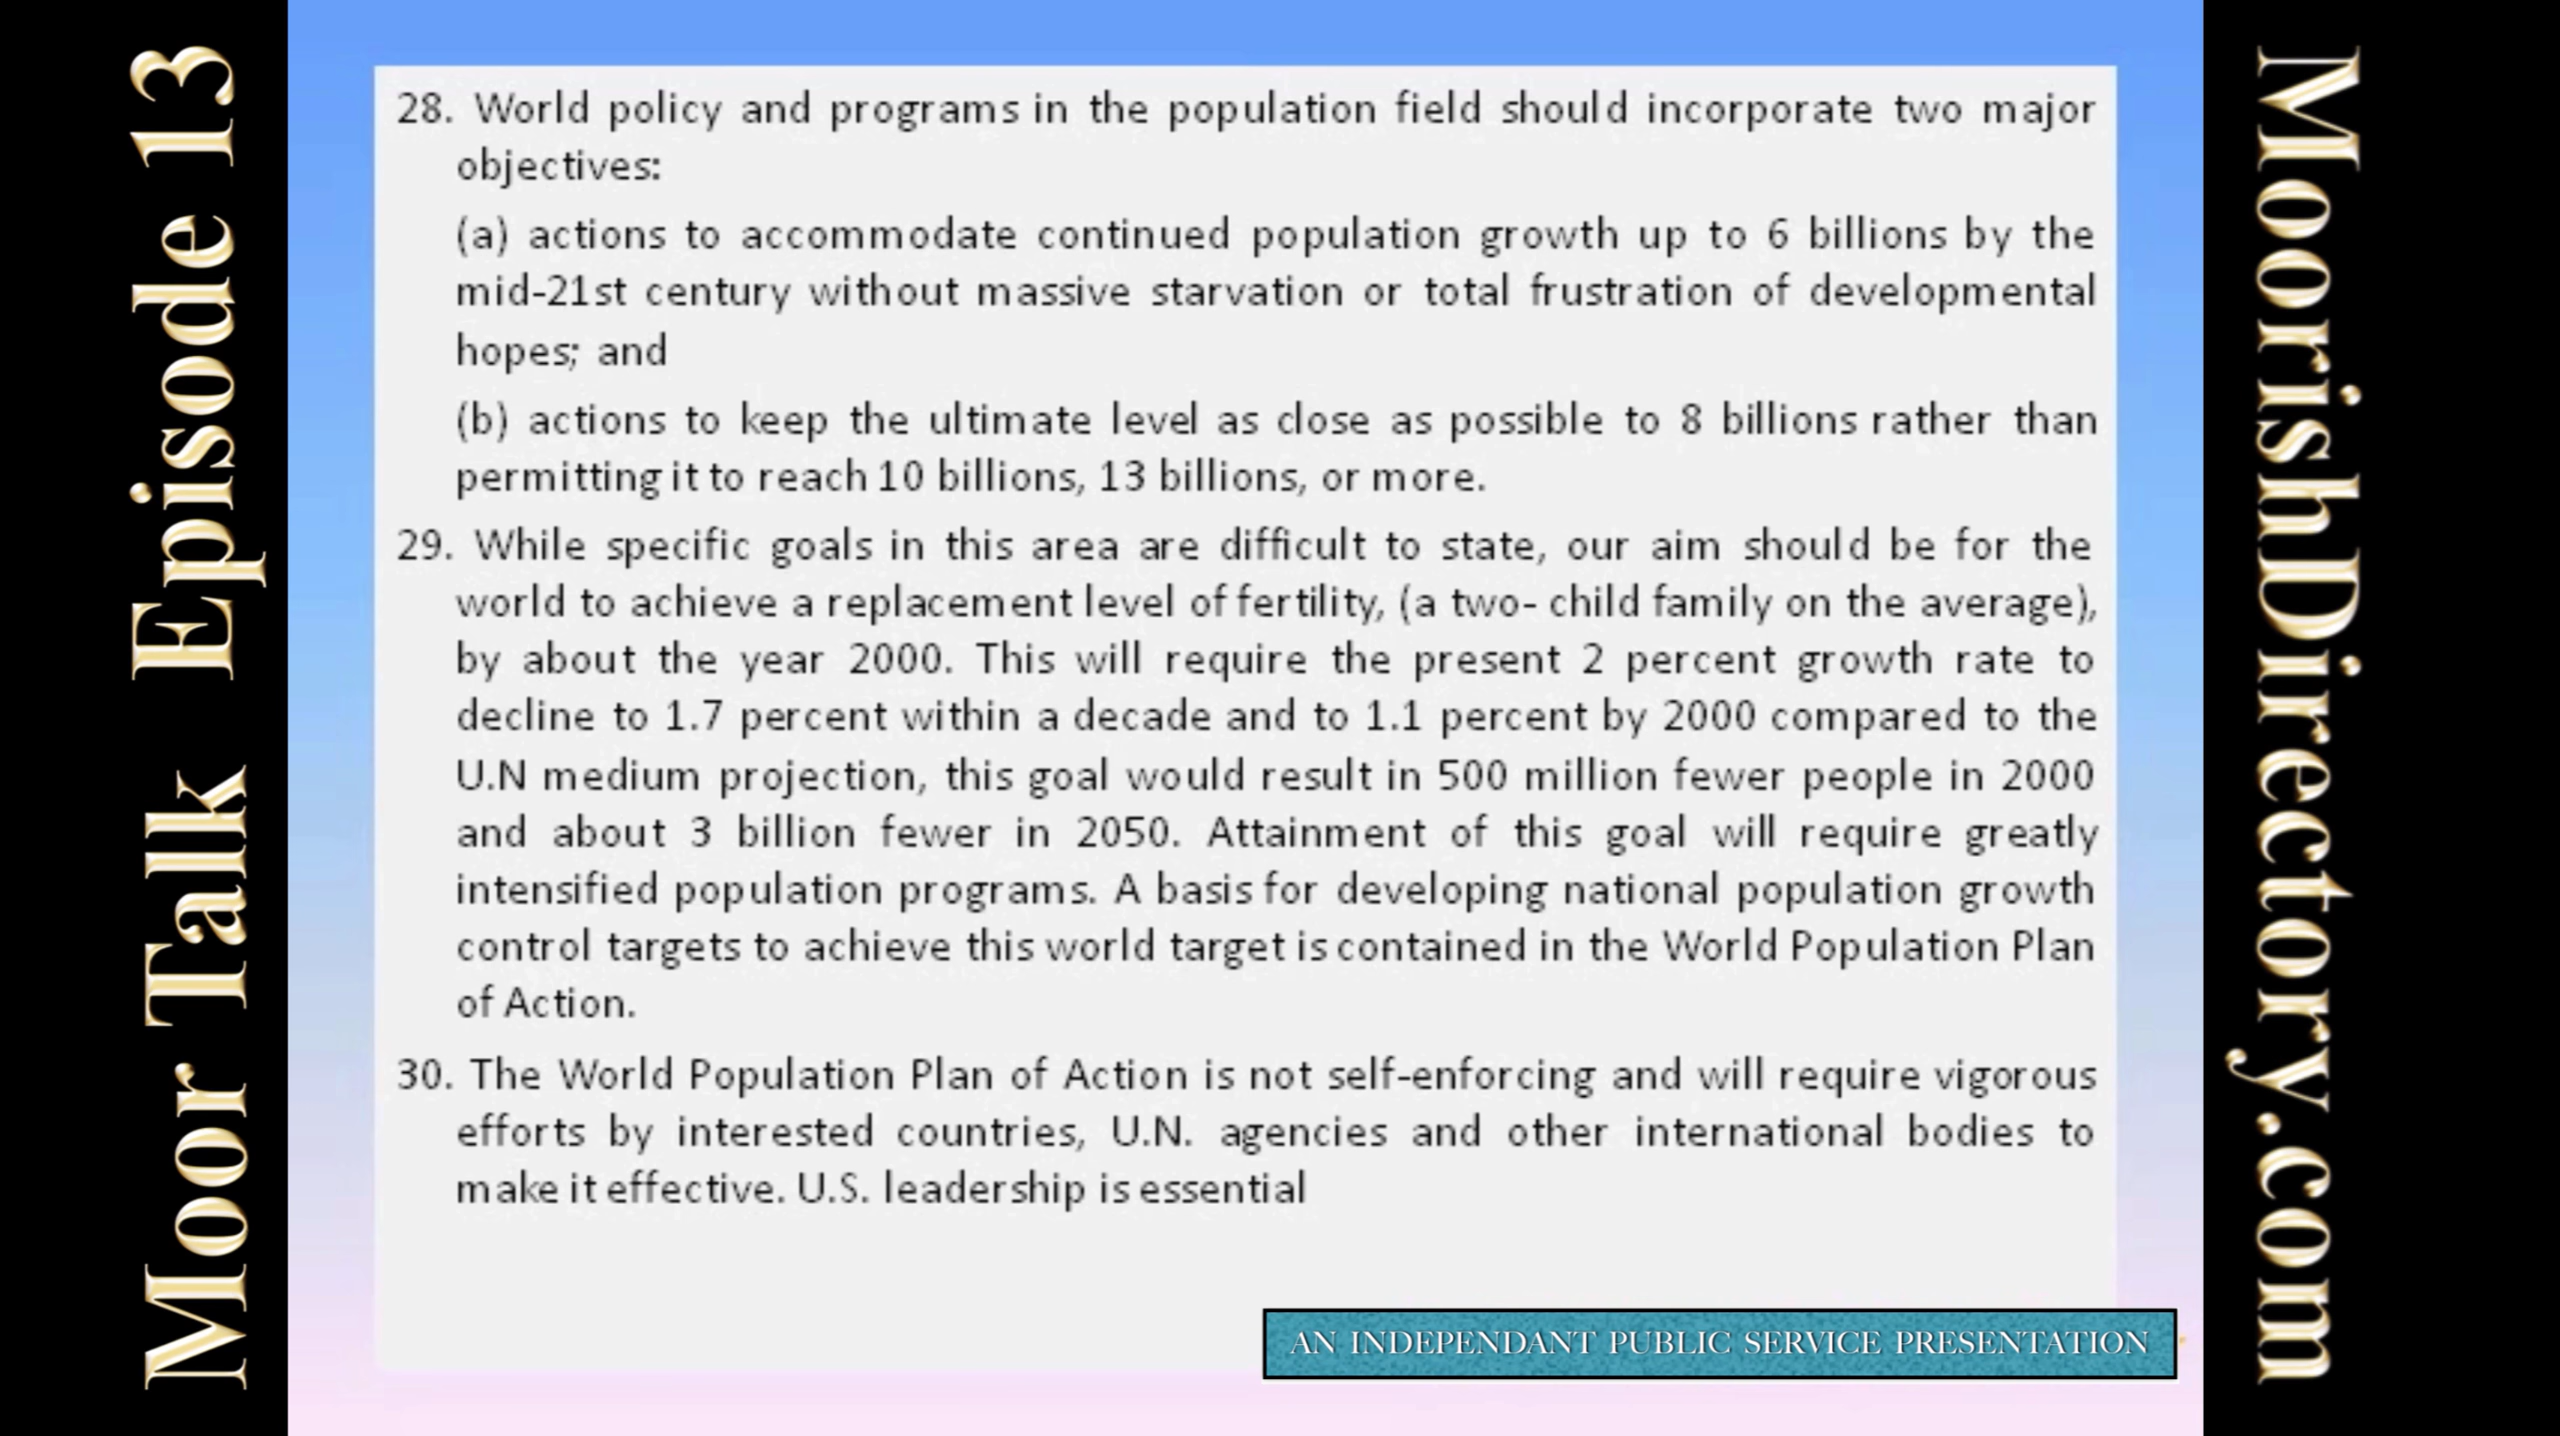 Moor Talk Episode 13
28. World policy and programs in the population field should incorporate two major
objectives:
(a) actions to accommodate continued population growth up to 6 billions by the
mid-21st century without massive starvation or total frustration of developmental
hopes; and
(b) actions to keep the ultimate level as close as possible to 8 billions rather than
permitting it to reach 10 billions, 13 billions, or more.
29. While specific goals in this area are difficult to state, our aim should be for the
world to achieve a replacement level of fertility, (a two- child family on the average),
by about the year 2000. This will require the present 2 percent growth rate to
decline to 1.7 percent within a decade and to 1.1 percent by 2000 compared to the
U.N medium projection, this goal would result in 500 million fewer people in 2000
and about 3 billion fewer in 2050. Attainment of this goal will require greatly
intensified population programs. A basis for developing national population growth
control targets to achieve this world target is contained in the World Population Plan
of Action.
30. The World Population Plan of Action is not self-enforcing and will require vigorous
efforts by interested countries, U.N. agencies and other international bodies to
make it effective. U.S. leadership is essential
AN INDEPENDANT PUBLIC SERVICE PRESENTATION
MoorishDirectory.com